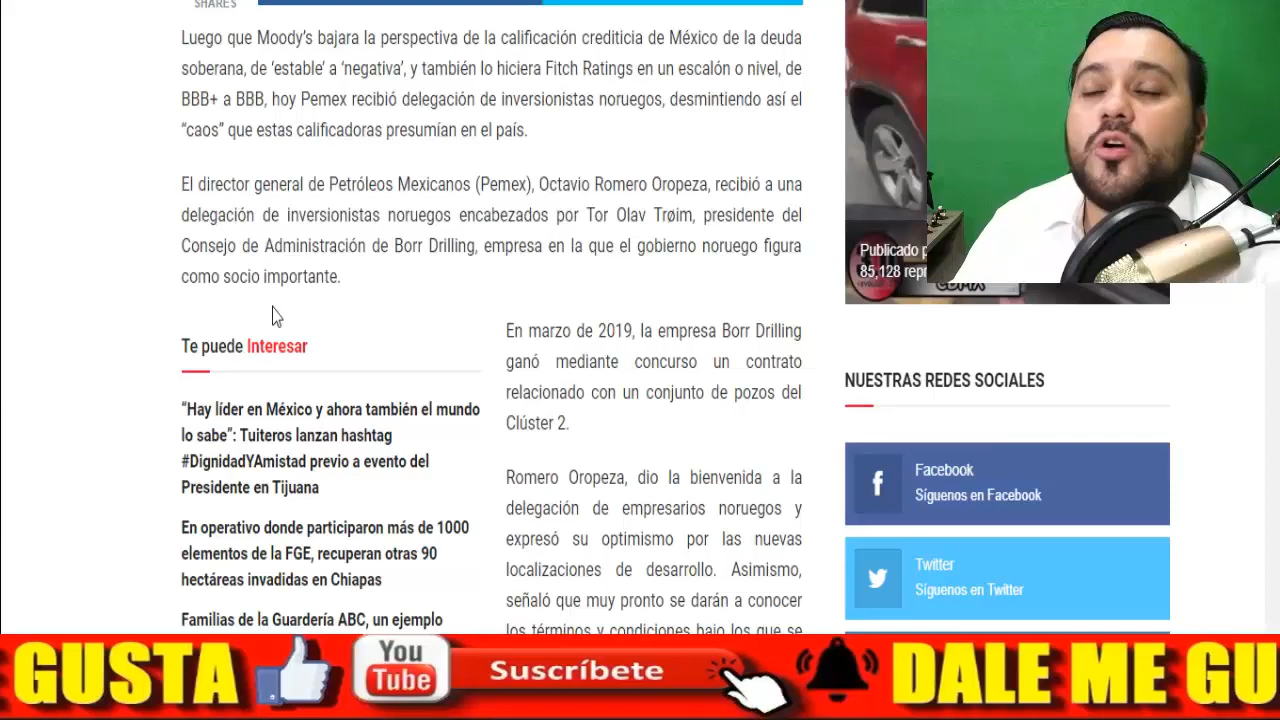 SHARES
Luego que Moody’s bajara la perspectiva de la calificación crediticia de México de la deuda
soberana, de ‘estable’ a ‘negativa’, y también lo hiciera Fitch Ratings en un escalón o nivel, de
BBB+ a BBB, hoy Pemex recibió delegación de inversionistas noruegos, desmintiendo así el
“caos” que estas calificadoras presumían en el país.
El director general de Petróleos Mexicanos (Pemex), Octavio Romero Oropeza, recibió a una
delegación de inversionistas noruegos encabezados por Tor Olav Trøim, presidente del
Consejo de Administración de Borr Drilling, empresa en la que el gobierno noruego figura
como socio importante.
Te puede Interesar
“Hay líder en México y ahora también el mundo
lo sabe”: Tuiteros lanzan hashtag
#DignidadYAmistad previo a evento del
Presidente en Tijuana
En operativo donde participaron más de 1000
elementos de la FGE, recuperan otras 90
hectáreas invadidas en Chiapas
Familias de la Guardería ABC, un ejemplo
En marzo de 2019, la empresa Borr Drilling
ganó mediante concurso un contrato
relacionado con un conjunto de pozos del
Clúster 2.
Romero Oropeza, dio la bienvenida a la
delegación de empresarios noruegos y
expresó su optimismo por las nuevas
localizaciones de desarrollo. Asimismo,
señaló que muy pronto se darán a conocer
los términos y condiciones bajo los que se
Publicado
85,128
CDMX
NUESTRAS REDES SOCIALES
Facebook
Síguenos en Facebook
Twitter
Síguenos en Twitter
GUSTA
You
Tube
Suscríbete
DALE ME GU